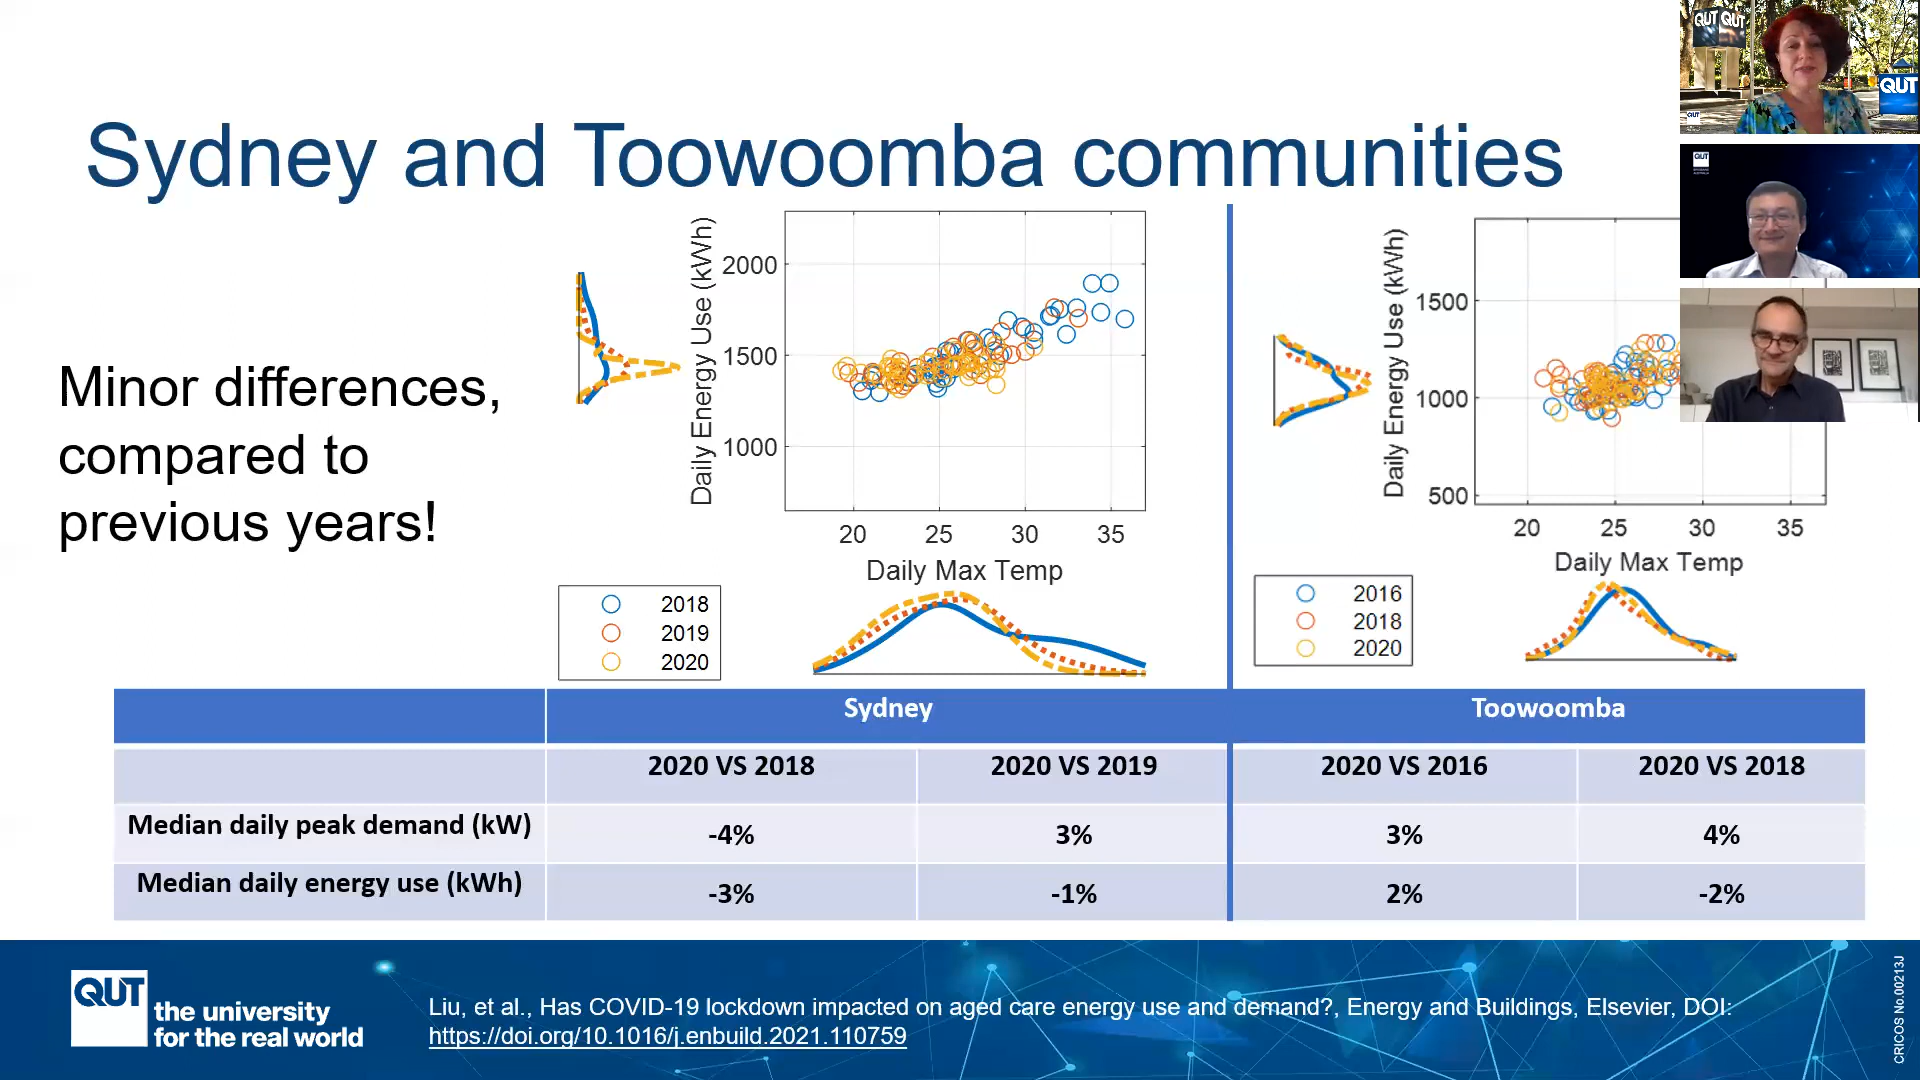 Sydney and Toowoomba communities
Minor differences,
compared to
previous years!
Daily Energy Use (kWh)
2000
1500
1000
20 25 30 35
Daily Max Temp
2018
2019
2020
Daily Energy Use (kWh)
1500
1000
500
20 25 30 35
Daily Max Temp
2016
2018
2020
Sydney Toowoomba
2020 VS 2018 2020 VS 2019 2020 VS 2016 2020 VS 2018
Median daily peak demand (kW) -4% 3% 3% 4%
Median daily energy use (kWh) -3% -1% 2% -2%
QUT
the university
for the real world
Liu, et al., Has COVID-19 lockdown impacted on aged care energy use and demand?, Energy and Buildings, Elsevier, DOI:
https://doi.org/10.1016/j.enbuild.2021.110759
CRICOS No.00213J
QUT QUT
QUT
QUT
QUT